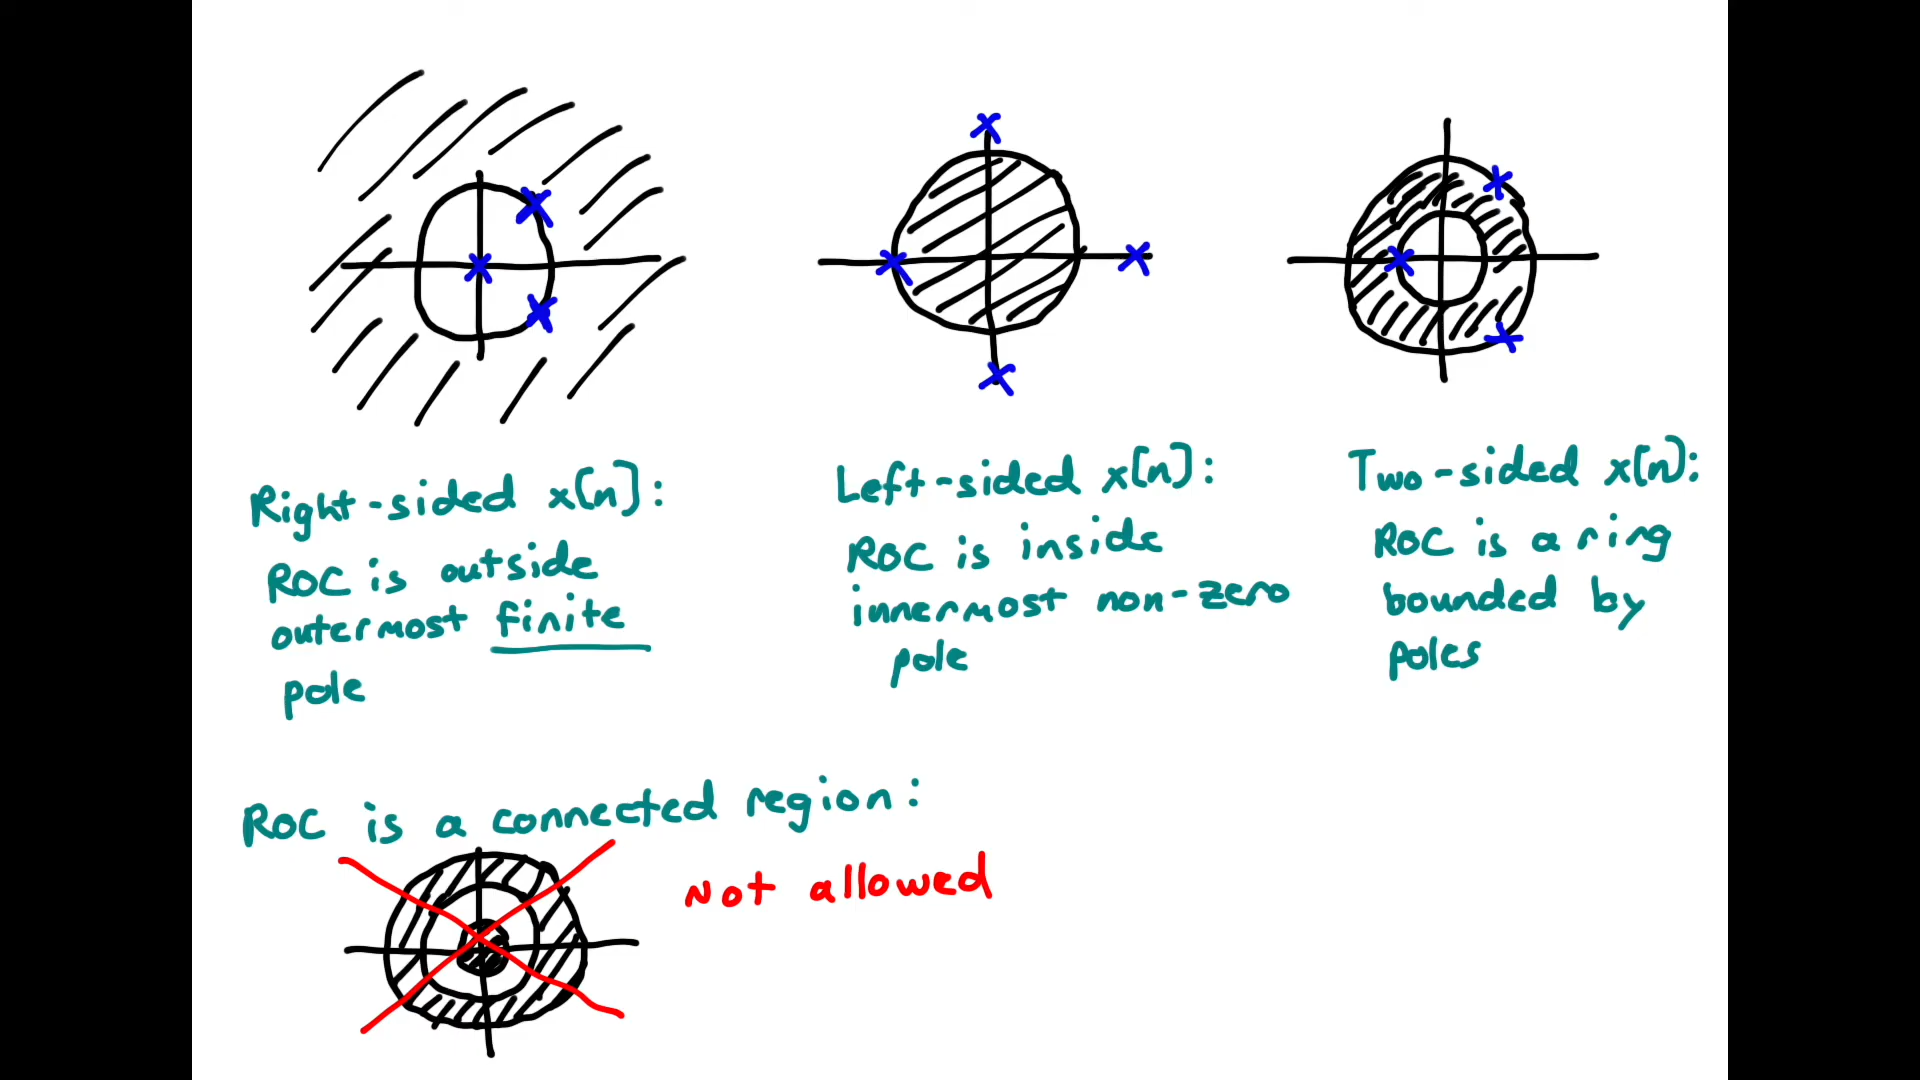 Right-sided x[n]:
ROC is outside
outermost finite
pole
Left-sided x[n]:
ROC is inside
innermost non-zero
pole
Two-sided x[n]:
ROC is a ring
bounded by
poles
ROC is a connected region:
Not allowed